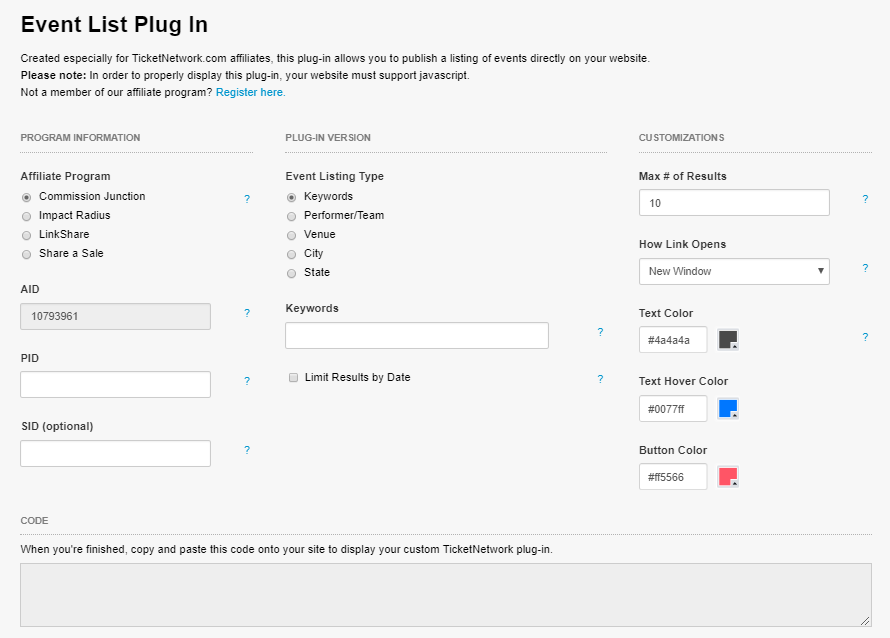 Event List Plug In
Created especially for TicketNetwork.com affiliates, this plug-in allows you to publish a listing of events directly on your website.
Please note: In order to properly display this plug-in, your website must support javascript.
Not a member of our affiliate program? Register here.
PROGRAM INFORMATION
Affiliate Program
Commission Junction
?
Impact Radius
LinkShare
Share a Sale
AID
10793961
?
PID
?
SID (optional)
?
PLUG-IN VERSION
Event Listing Type
Keywords
Performer/Team
Venue
City
State
Keywords
?
Limit Results by Date
?
CUSTOMIZATIONS
Max # of Results
10
?
How Link Opens
New Window
?
Text Color
#4a4a4a
?
Text Hover Color
#0077ff
Button Color
#ff5566
CODE
When you're finished, copy and paste this code onto your site to display your custom TicketNetwork plug-in.